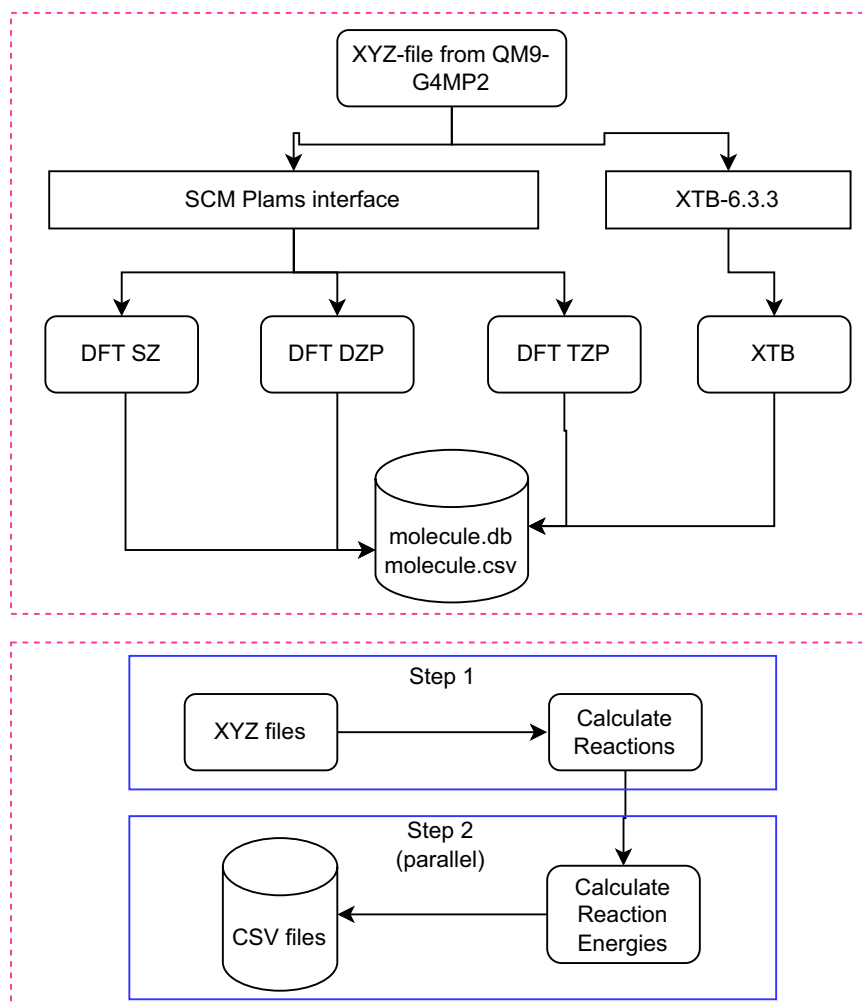 XYZ-file from QM9-
G4MP2
SCM Plams interface
XTB-6.3.3
DFT SZ
DFT DZP
DFT TZP
XTB
molecule.db
molecule.csv
Step 1
XYZ files
Calculate
Reactions
Step 2
(parallel)
CSV files
Calculate
Reaction
Energies